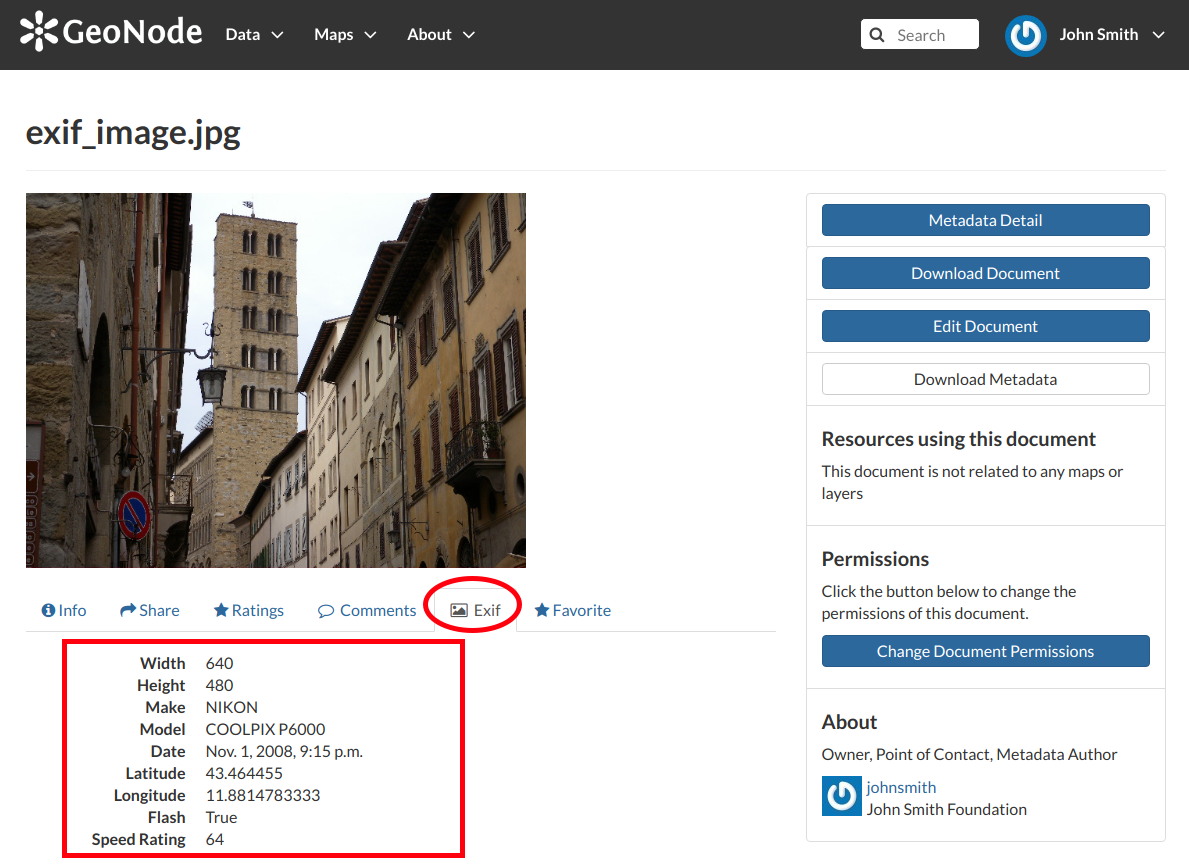 GeoNode Data Maps About Search John Smith
exif_image.jpg
Info Share Ratings Comments Exif Favorite
Width 640
Height 480
Make NIKON
Model COOLPIX P6000
Date Nov. 1, 2008, 9:15 p.m.
Latitude 43.464455
Longitude 11.8814783333
Flash True
Speed Rating 64
Metadata Detail
Download Document
Edit Document
Download Metadata
Resources using this document
This document is not related to any maps or
layers
Permissions
Click the button below to change the
permissions of this document.
Change Document Permissions
About
Owner, Point of Contact, Metadata Author
johnsmith
John Smith Foundation